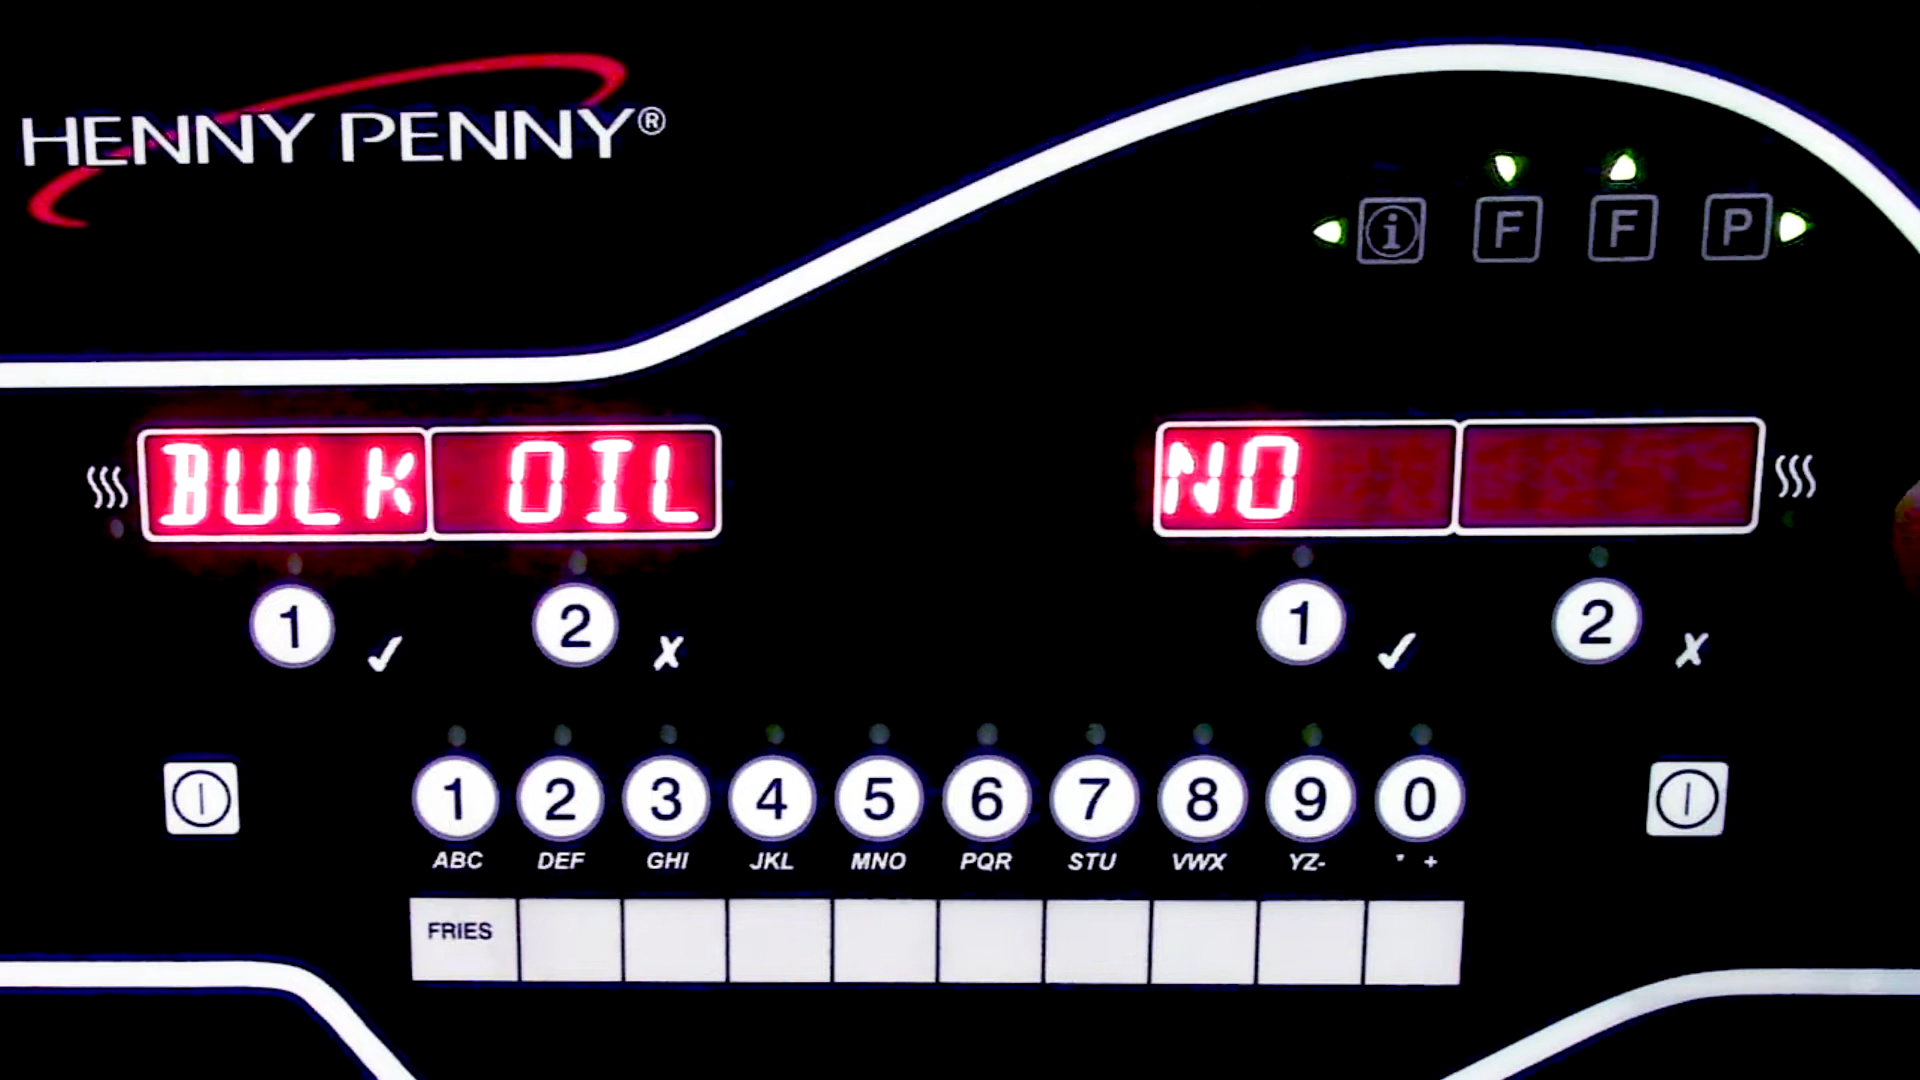 HENNY PENNY®
i F F P
BULK OIL
NO
1 ✓ 2 ✗
1 ✓ 2 ✗
1 2 3 4 5 6 7 8 9 0
ABC DEF GHI JKL MNO PQR STU VWX YZ- * +
FRIES